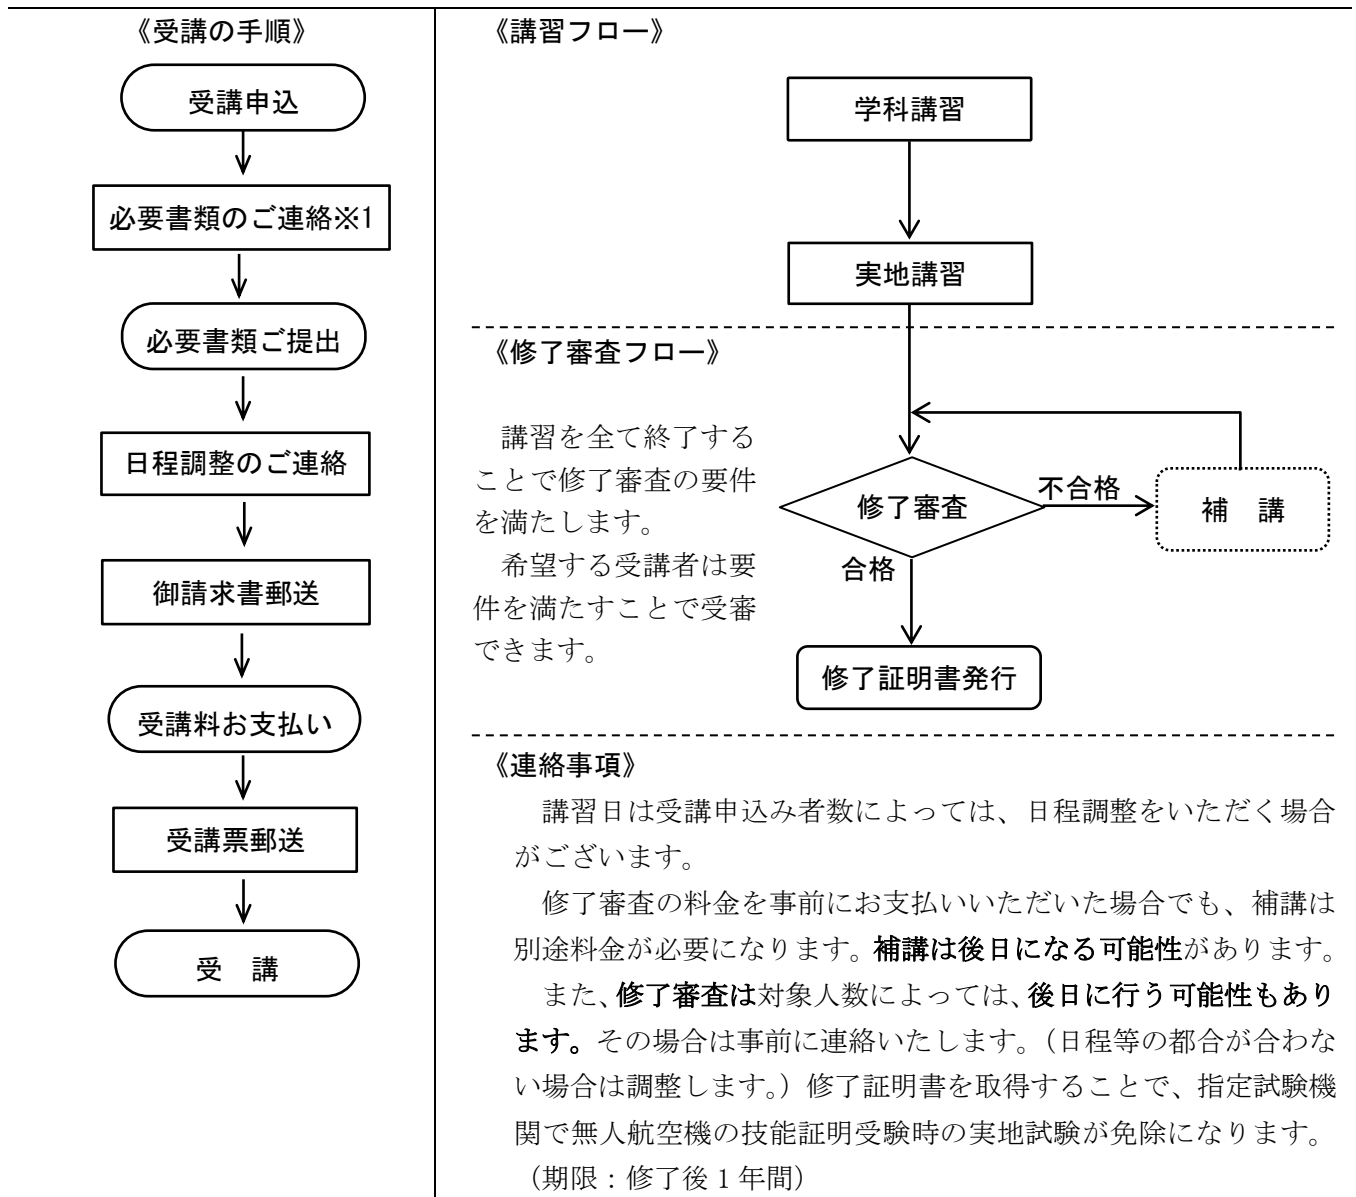 《受講の手順》
受講申込
必要書類のご連絡※1
必要書類ご提出
日程調整のご連絡
御請求書郵送
受講料お支払い
受講票郵送
受　講
《講習フロー》
学科講習
実地講習
《修了審査フロー》
講習を全て終了する
ことで修了審査の要件
を満たします。
希望する受講者は要
件を満たすことで受審
できます。
修了審査
不合格
補　講
合格
修了証明書発行
《連絡事項》
講習日は受講申込み者数によっては、日程調整をいただく場合
がございます。
修了審査の料金を事前にお支払いいただいた場合でも、補講は
別途料金が必要になります。補講は後日になる可能性があります。
また、修了審査は対象人数によっては、後日に行う可能性もあり
ます。その場合は事前に連絡いたします。（日程等の都合が合わな
い場合は調整します。）修了証明書を取得することで、指定試験機
関で無人航空機の技能証明受験時の実地試験が免除になります。
（期限：修了後 1 年間）